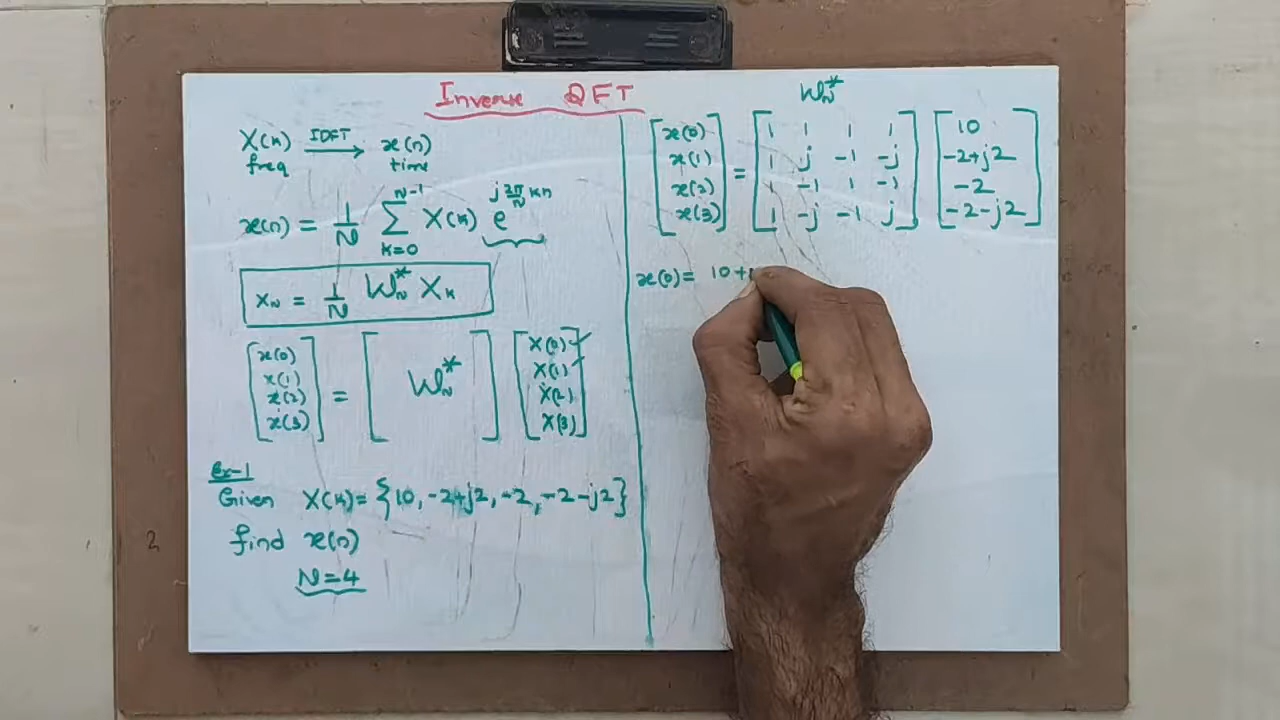 Inverse DFT
X(k) IDFT → x(n)
freq time
x(n) = 1/N N-1 Σ k=0 X(k) e^(j 2π/N kn)
x_N = 1/N W_N^* X_k
[x(0) x(1) x(2) x(3)] = [W_N^*] [X(0) X(1) X(2) X(3)]
Ex-1
Given X(k) = {10, -2+j2, -2, -2-j2}
find x(n)
N=4
W_N^*
x(0) 1 1 1 1 10
x(1) = 1 j -1 -j -2+j2
x(2) 1 -1 1 -1 -2
x(3) 1 -j -1 j -2-j2
x(0) = 10+